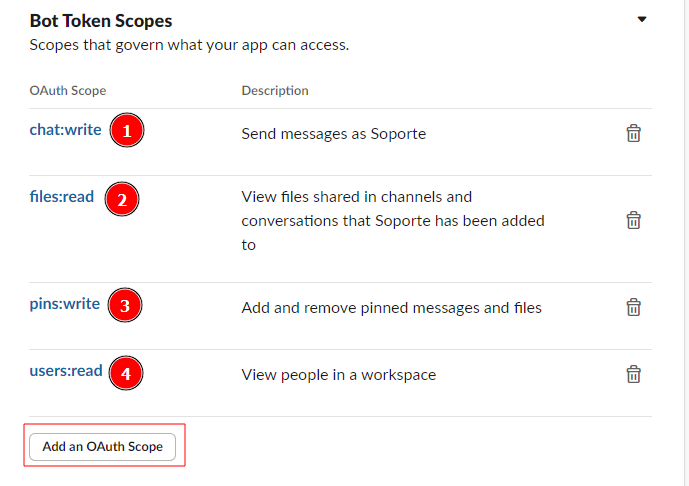 Bot Token Scopes
Scopes that govern what your app can access.
OAuth Scope Description
chat:write 1 Send messages as Soporte
files:read 2 View files shared in channels and
conversations that Soporte has been added
to
pins:write 3 Add and remove pinned messages and files
users:read 4 View people in a workspace
Add an OAuth Scope